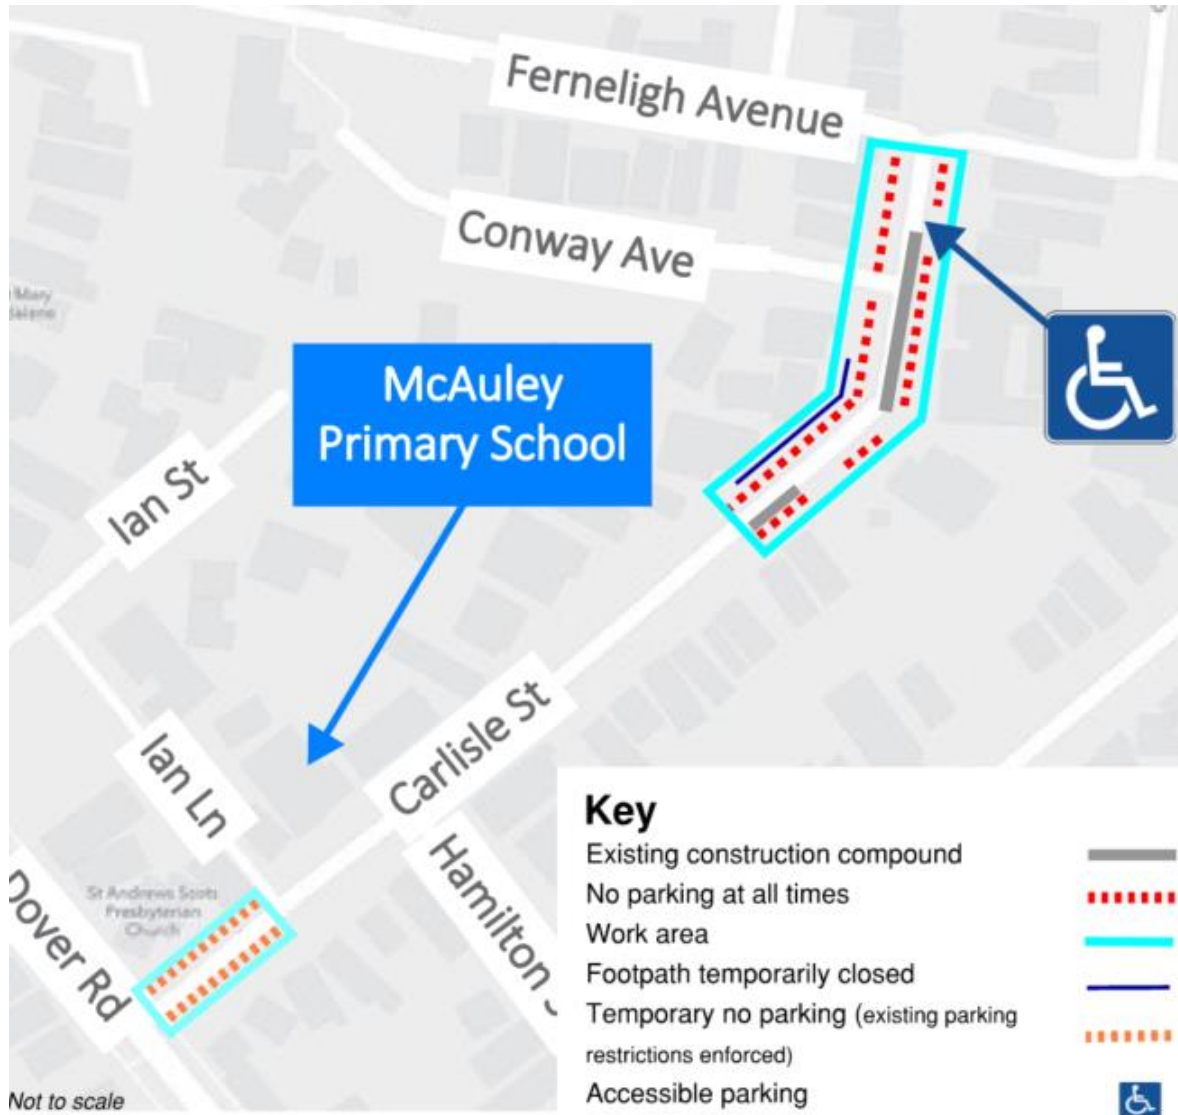 Ferneligh Avenue
Conway Ave
Mary
McAuley
Primary School
Ian St
Ian Ln
Carlisle St
Hamilton
St Andrews Scots
Presbyterian
Church
Dover Rd
Key
Existing construction compound
No parking at all times
Work area
Footpath temporarily closed
Temporary no parking (existing parking
restrictions enforced)
Accessible parking
Not to scale